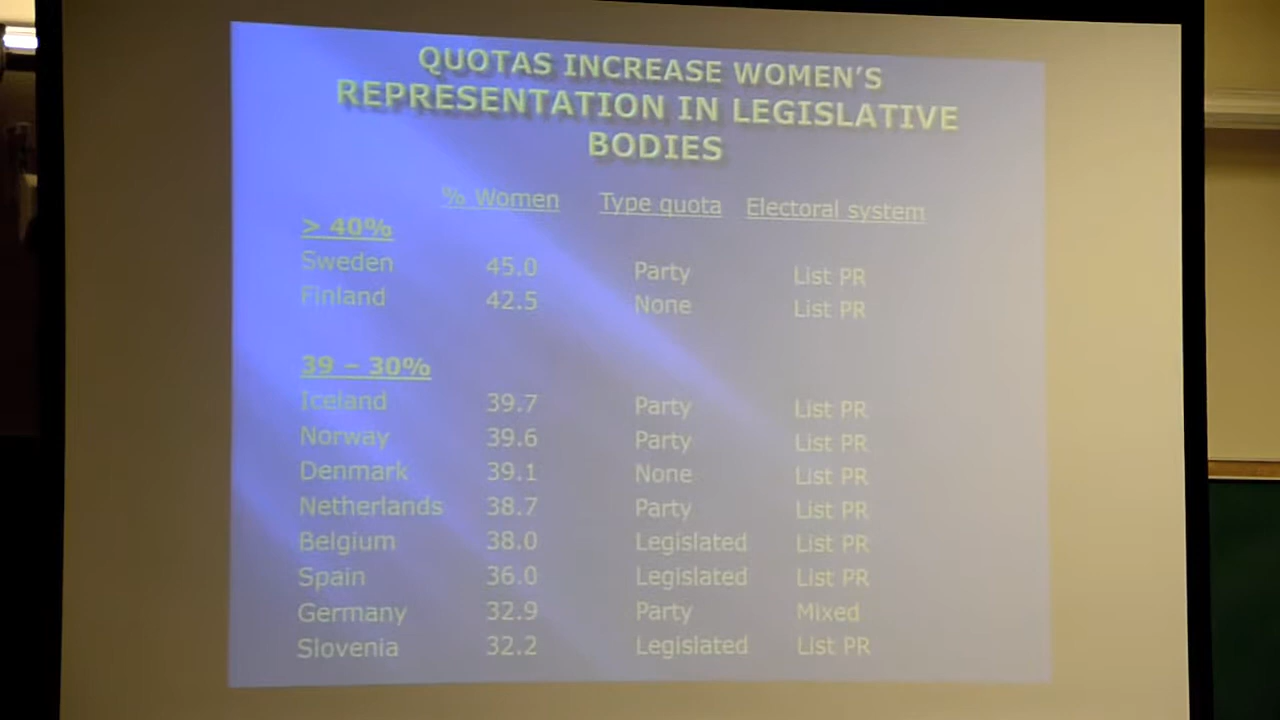 QUOTAS INCREASE WOMEN'S
REPRESENTATION IN LEGISLATIVE
BODIES
% Women Type quota Electoral system
> 40%
Sweden 45.0 Party List PR
Finland 42.5 None List PR
39 – 30%
Iceland 39.7 Party List PR
Norway 39.6 Party List PR
Denmark 39.1 None List PR
Netherlands 38.7 Party List PR
Belgium 38.0 Legislated List PR
Spain 36.0 Legislated List PR
Germany 32.9 Party Mixed
Slovenia 32.2 Legislated List PR